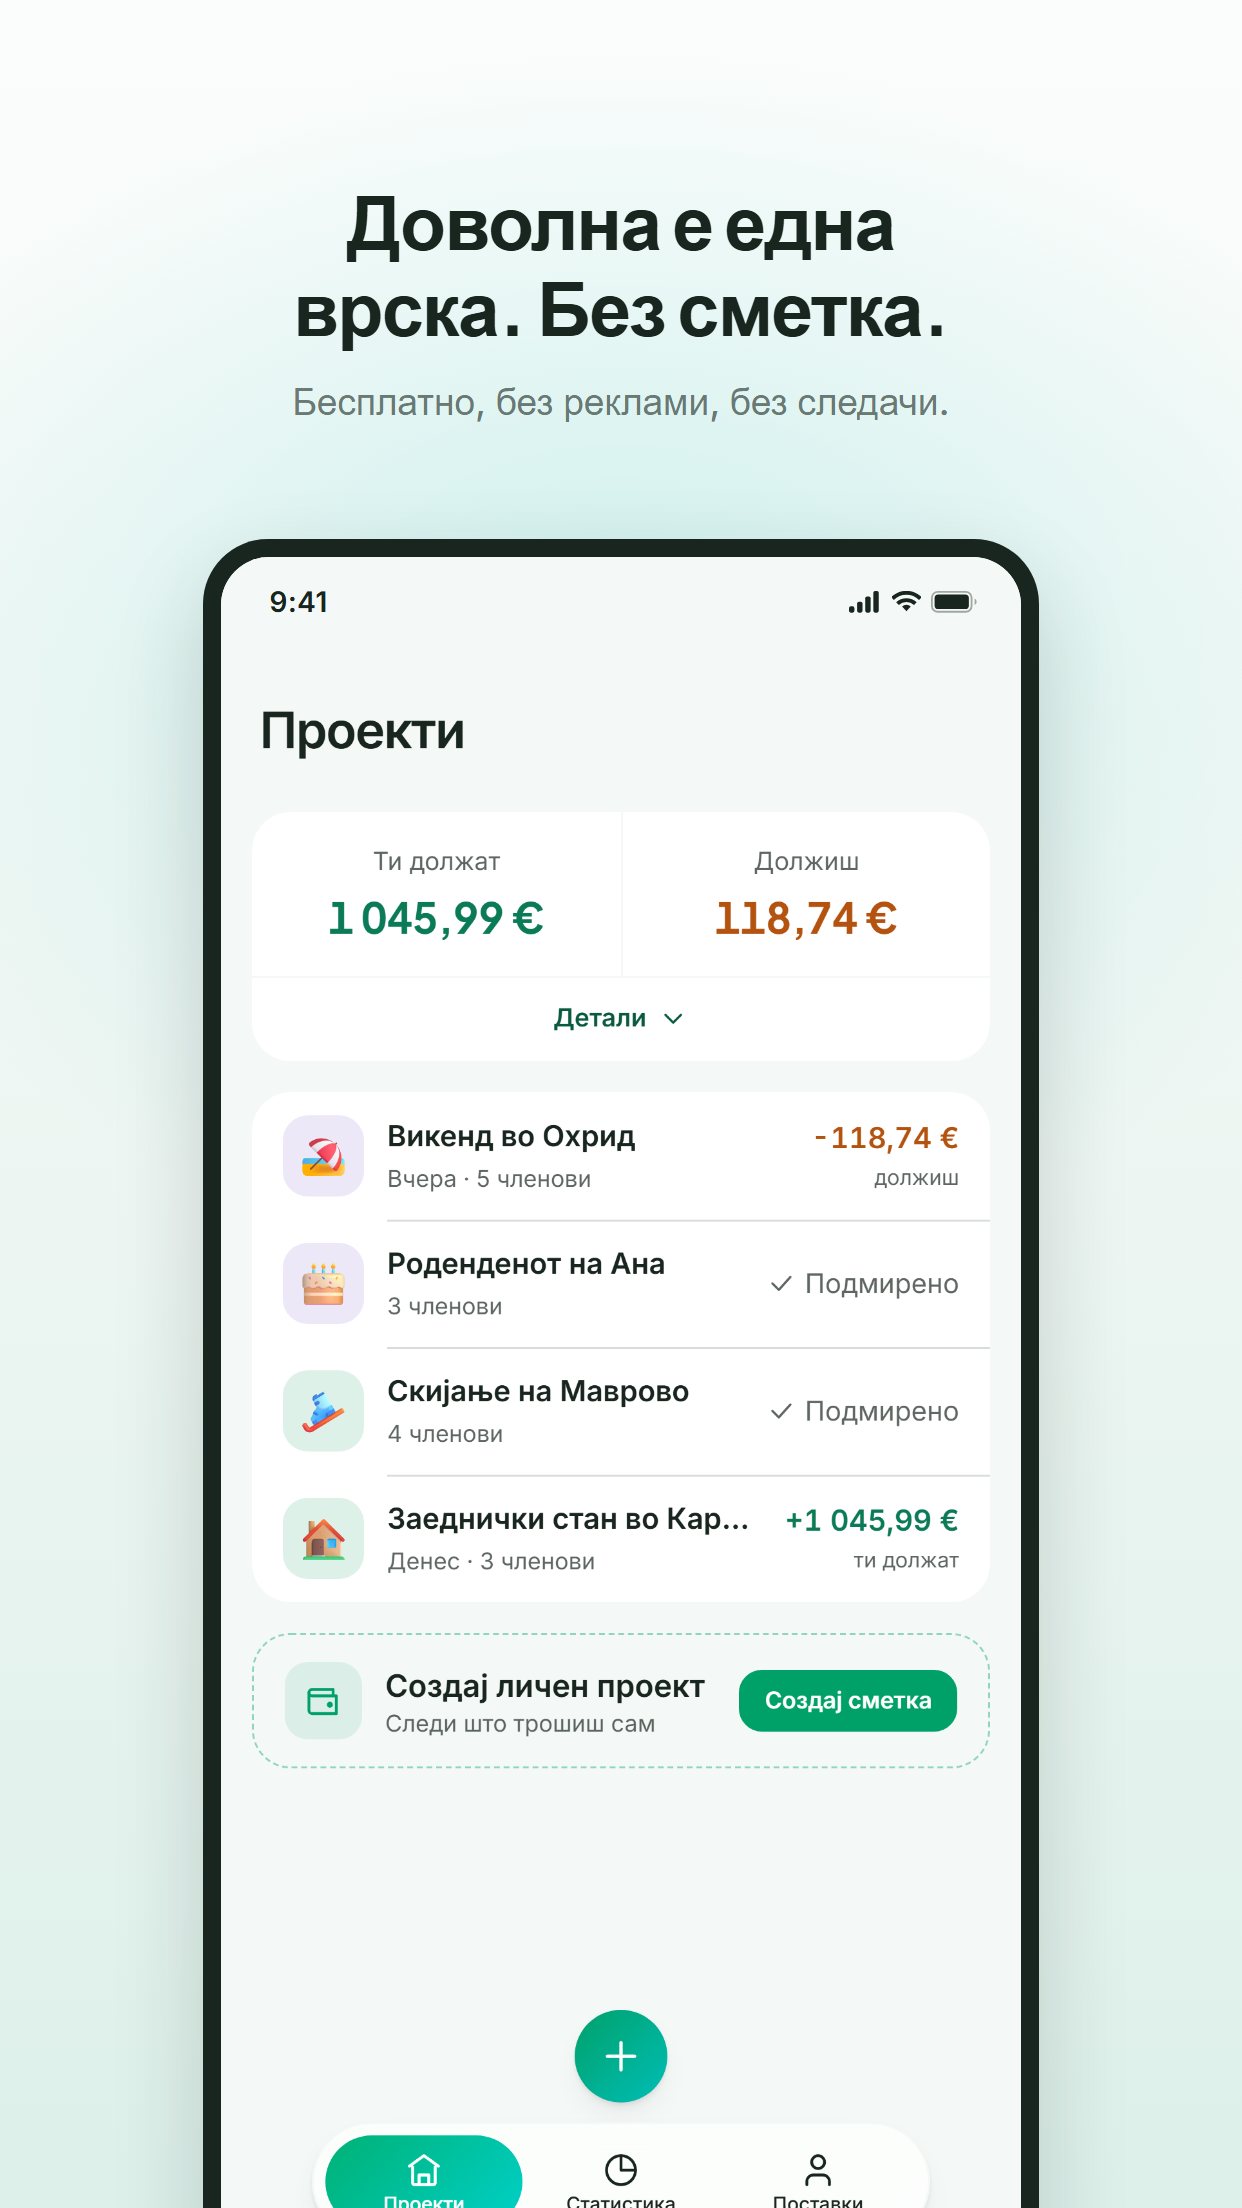 Доволна е една
врска. Без сметка.
Бесплатно, без реклами, без следачи.
9:41
Проекти
Ти должат
1 045,99 €
Должиш
118,74 €
Детали
Викенд во Охрид
-118,74 €
Вчера · 5 членови
должиш
Роденденот на Ана
3 членови
Подмирено
Скијање на Маврово
4 членови
Подмирено
Заеднички стан во Кар...
+1 045,99 €
Денес · 3 членови
ти должат
Создај личен проект
Следи што трошиш сам
Создај сметка
Проекти
Статистика
Поставки